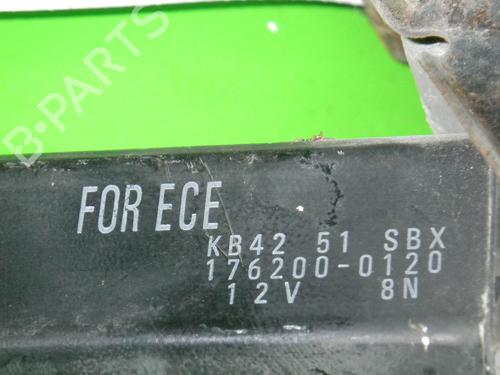 B-PARTS
FOR ECE
KB42 51 SBX
176200-0120
12V 8N